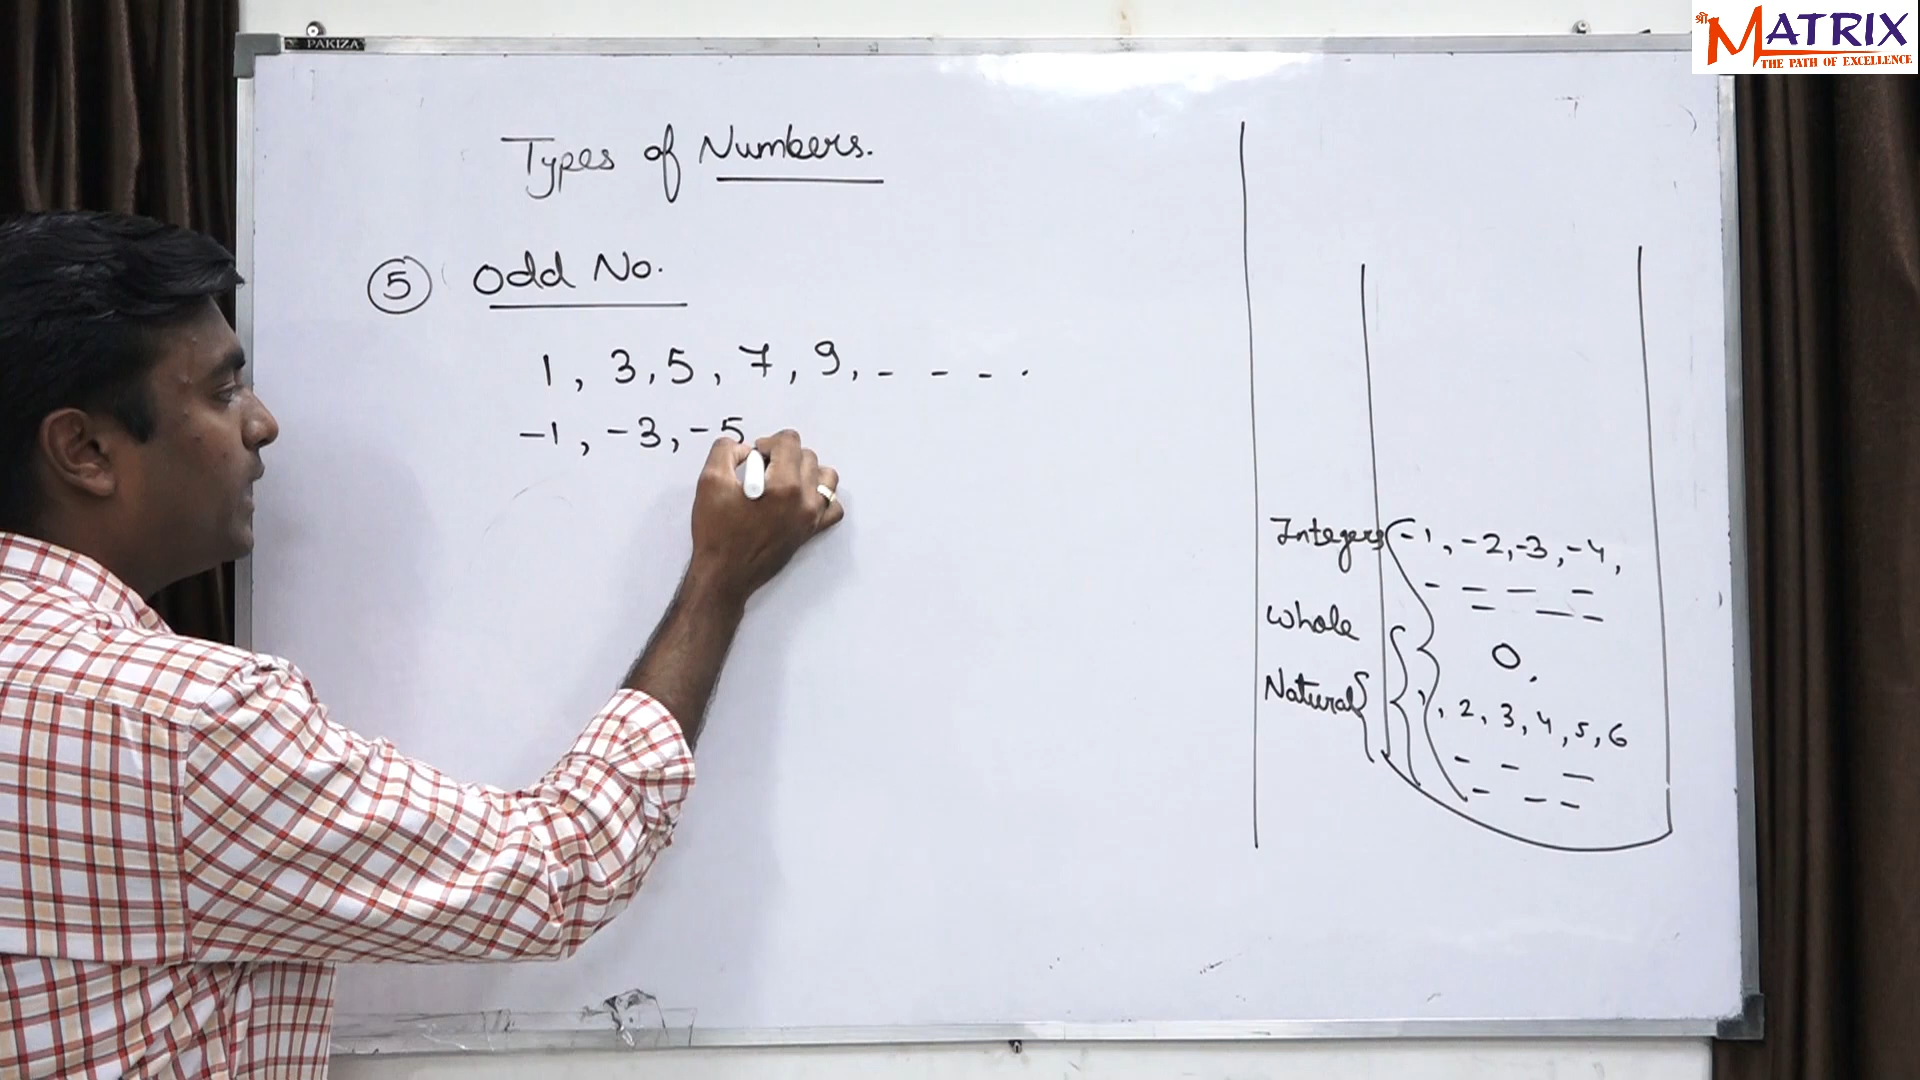 श्री MATRIX
THE PATH OF EXCELLENCE
PAKIZA
Types of Numbers.
5 Odd No.
1, 3, 5, 7, 9, - - - .
-1, -3, -5
Integers -1, -2, -3, -4,
- - - -
- - -
Whole 0,
Natural 1, 2, 3, 4, 5, 6
- - -
- - -